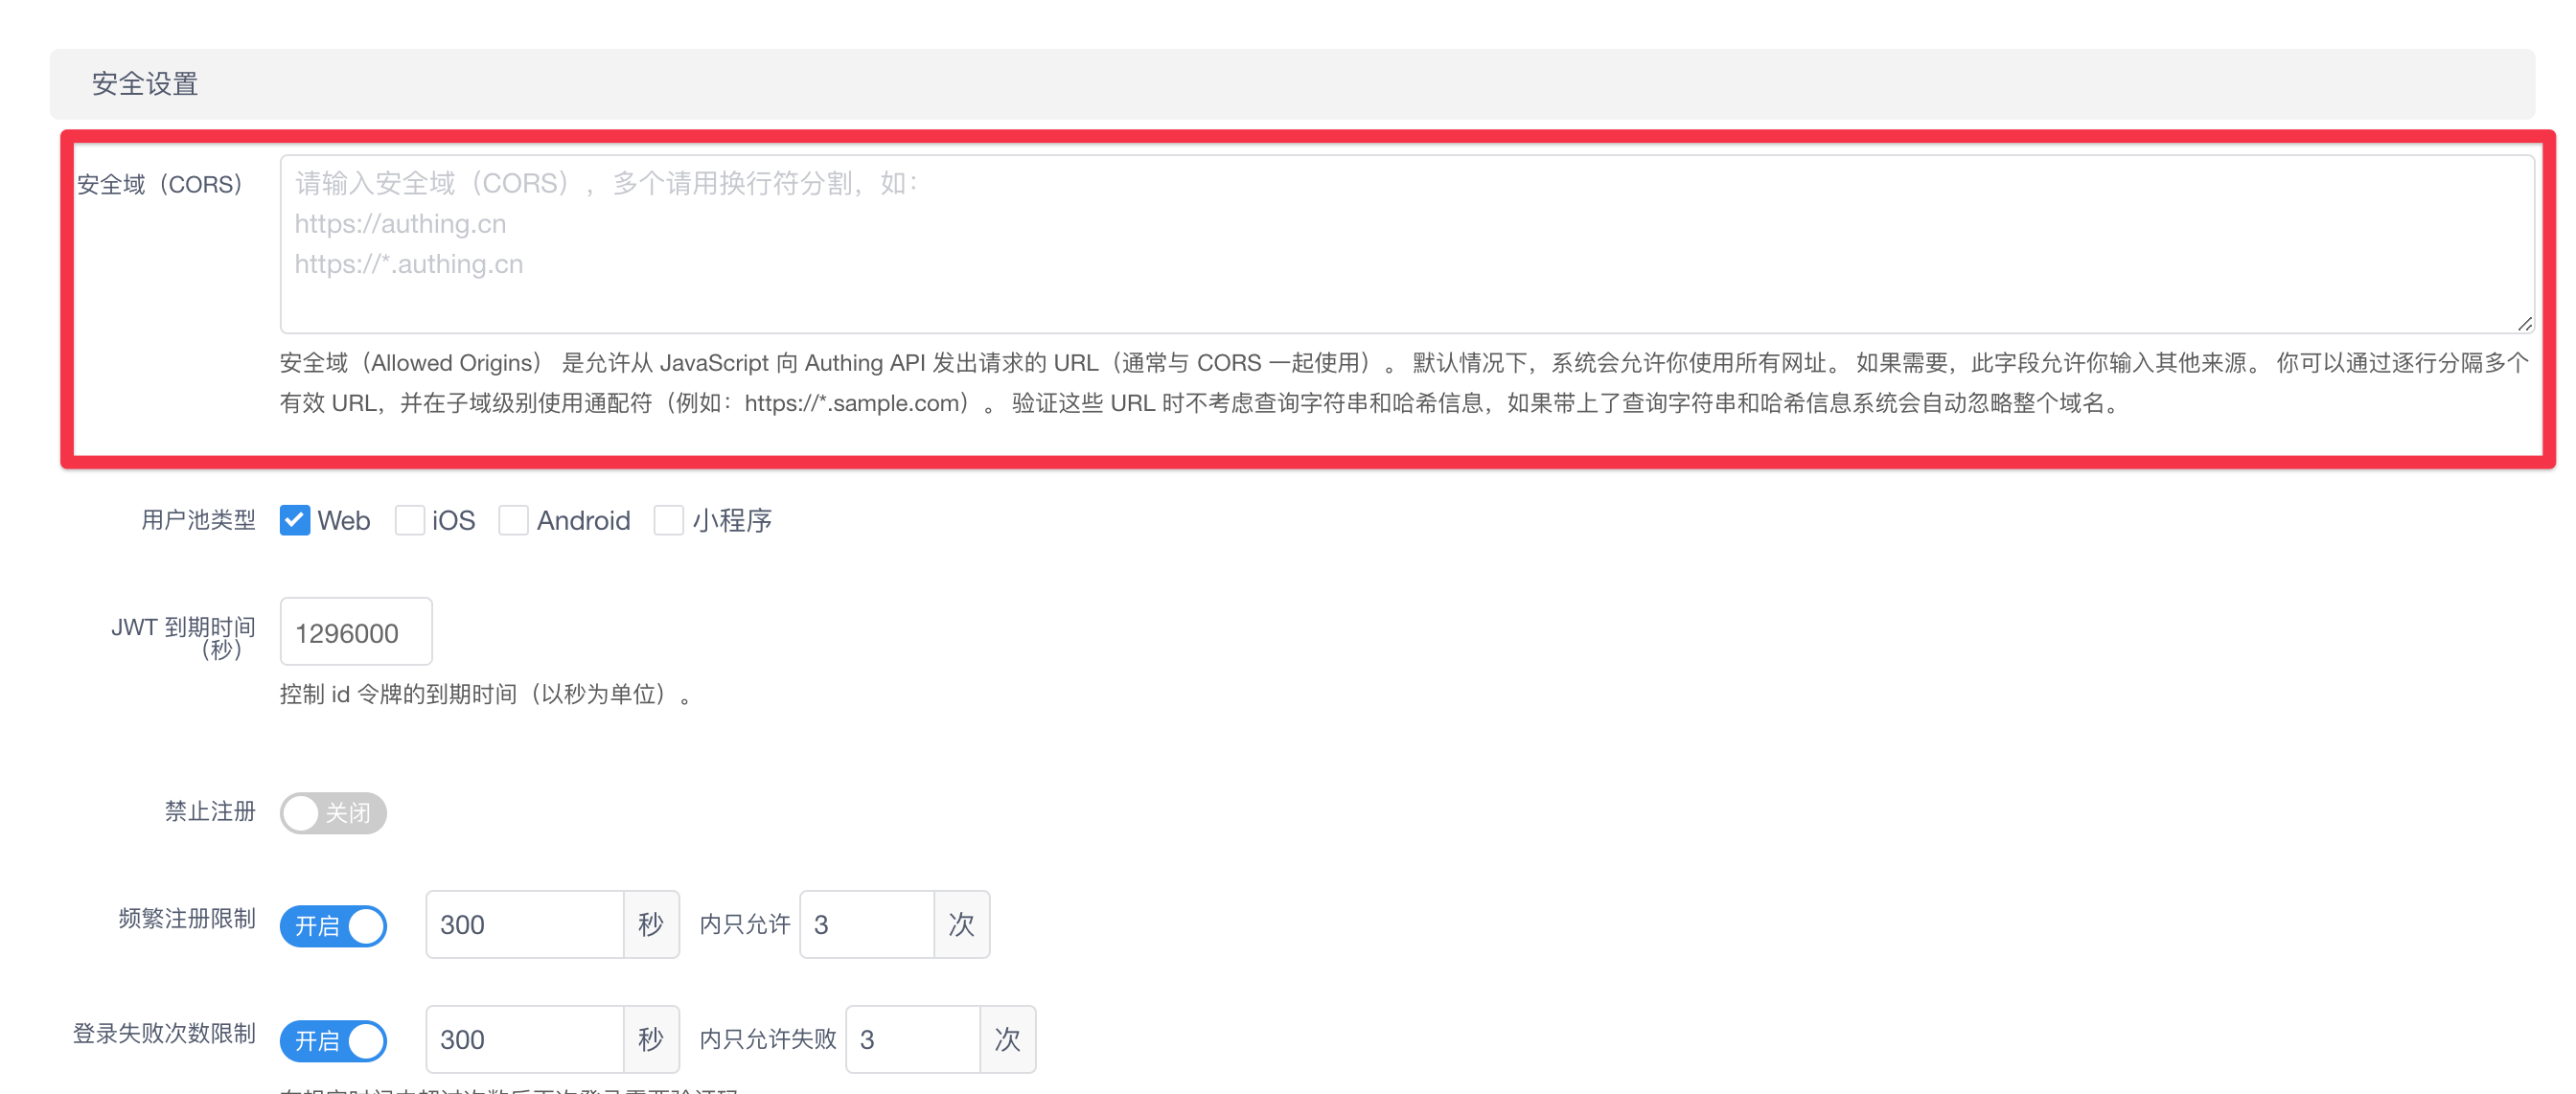 安全设置
安全域（CORS）
请输入安全域（CORS），多个请用换行符分割，如：
https://authing.cn
https://*.authing.cn
安全域（Allowed Origins） 是允许从 JavaScript 向 Authing API 发出请求的 URL（通常与 CORS 一起使用）。 默认情况下，系统会允许你使用所有网址。 如果需要，此字段允许你输入其他来源。 你可以通过逐行分隔多个
有效 URL，并在子域级别使用通配符（例如：https://*.sample.com）。 验证这些 URL 时不考虑查询字符串和哈希信息，如果带上了查询字符串和哈希信息系统会自动忽略整个域名。
用户池类型 Web iOS Android 小程序
JWT 到期时间
（秒）
1296000
控制 id 令牌的到期时间（以秒为单位）。
禁止注册 关闭
频繁注册限制 开启 300 秒 内只允许 3 次
登录失败次数限制 开启 300 秒 内只允许失败 3 次